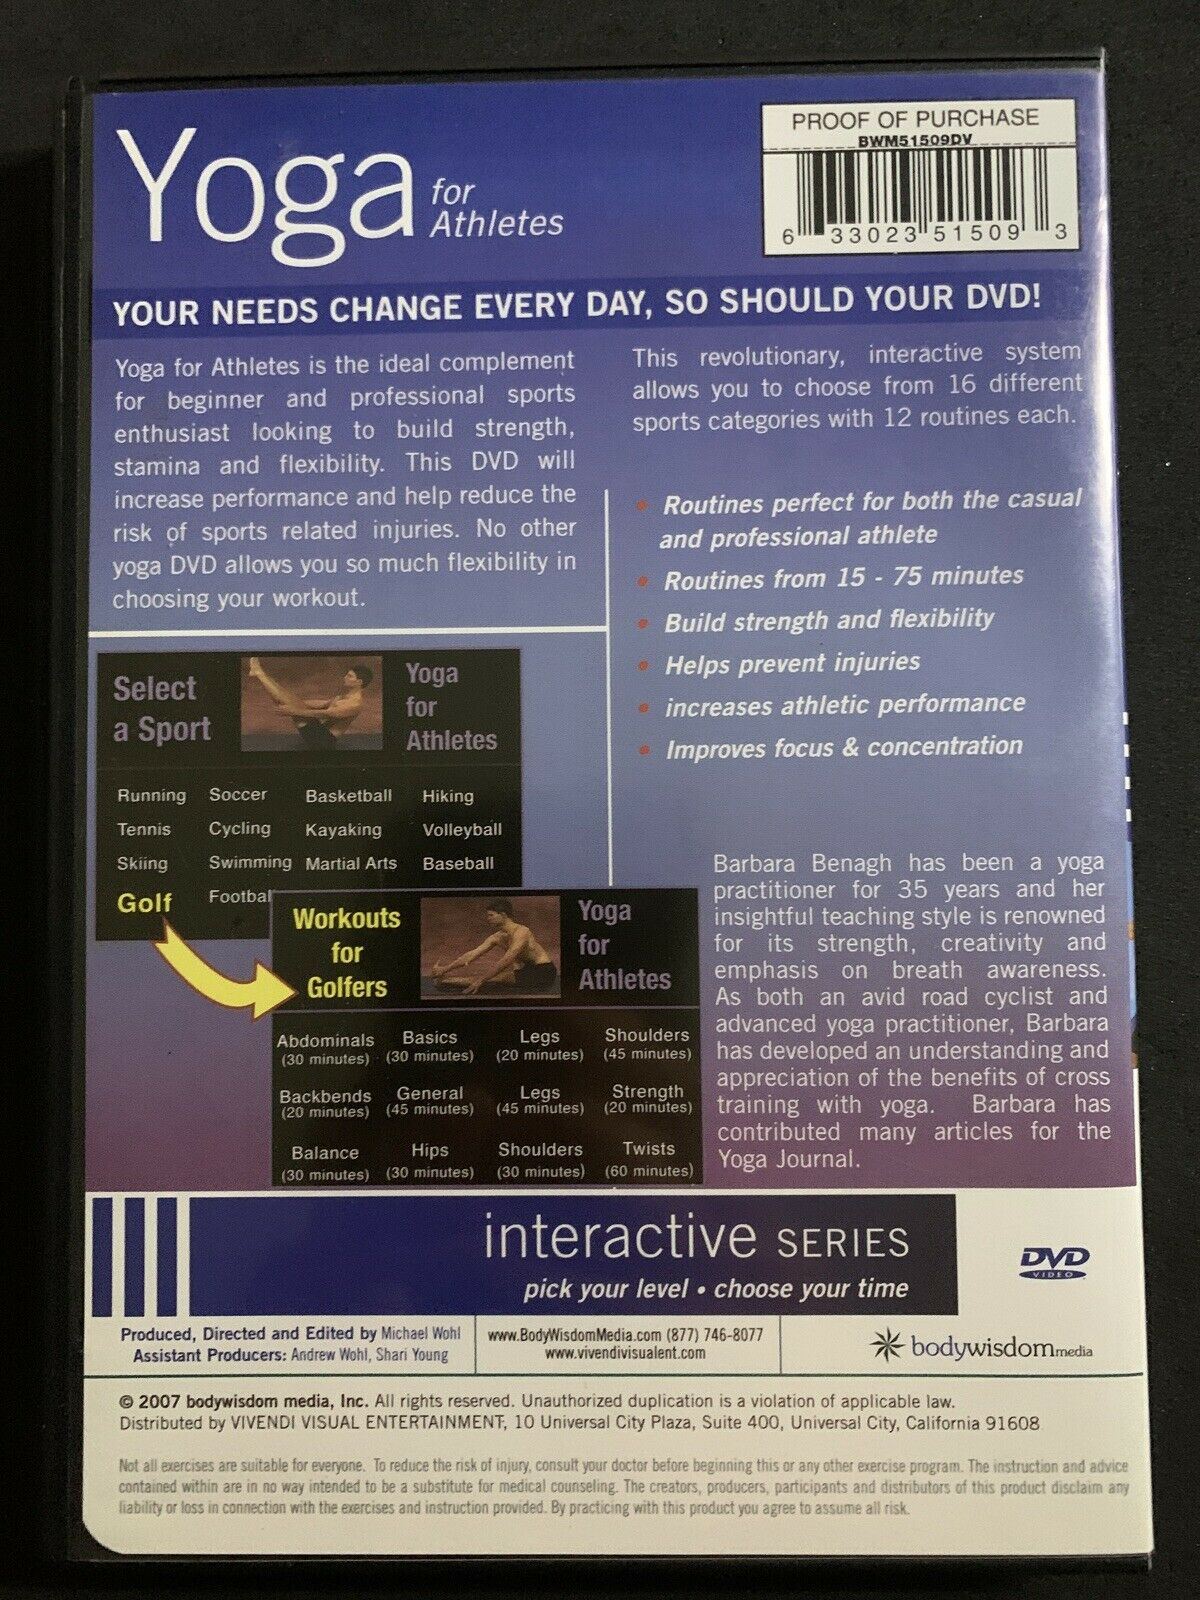 Yoga
for
Athletes
PROOF OF PURCHASE
BWM51509DV
6 33023 51509 3
YOUR NEEDS CHANGE EVERY DAY, SO SHOULD YOUR DVD!
Yoga for Athletes is the ideal complement
for beginner and professional sports
enthusiast looking to build strength,
stamina and flexibility. This DVD will
increase performance and help reduce the
risk of sports related injuries. No other
yoga DVD allows you so much flexibility in
choosing your workout.
This revolutionary, interactive system
allows you to choose from 16 different
sports categories with 12 routines each.
• Routines perfect for both the casual
and professional athlete
• Routines from 15 - 75 minutes
• Build strength and flexibility
• Helps prevent injuries
• increases athletic performance
• Improves focus & concentration
Select
a Sport
Yoga
for
Athletes
Running Soccer Basketball Hiking
Tennis Cycling Kayaking Volleyball
Skiing Swimming Martial Arts Baseball
Golf Footbal
Workouts
for
Golfers
Yoga
for
Athletes
Abdominals Basics Legs Shoulders
(30 minutes) (30 minutes) (20 minutes) (45 minutes)
Backbends General Legs Strength
(20 minutes) (45 minutes) (45 minutes) (20 minutes)
Balance Hips Shoulders Twists
(30 minutes) (30 minutes) (30 minutes) (60 minutes)
Barbara Benagh has been a yoga
practitioner for 35 years and her
insightful teaching style is renowned
for its strength, creativity and
emphasis on breath awareness.
As both an avid road cyclist and
advanced yoga practitioner, Barbara
has developed an understanding and
appreciation of the benefits of cross
training with yoga. Barbara has
contributed many articles for the
Yoga Journal.
interactive SERIES
pick your level • choose your time
DVD
VIDEO
Produced, Directed and Edited by Michael Wohl
Assistant Producers: Andrew Wohl, Shari Young
www.BodyWisdomMedia.com (877) 746-8077
www.vivendivisualent.com
bodywisdommedia
© 2007 bodywisdom media, Inc. All rights reserved. Unauthorized duplication is a violation of applicable law.
Distributed by VIVENDI VISUAL ENTERTAINMENT, 10 Universal City Plaza, Suite 400, Universal City, California 91608
Not all exercises are suitable for everyone. To reduce the risk of injury, consult your doctor before beginning this or any other exercise program. The instruction and advice
contained within are in no way intended to be a substitute for medical counseling. The creators, producers, participants and distributors of this product disclaim any
liability or loss in connection with the exercises and instruction provided. By practicing with this product you agree to assume all risk.